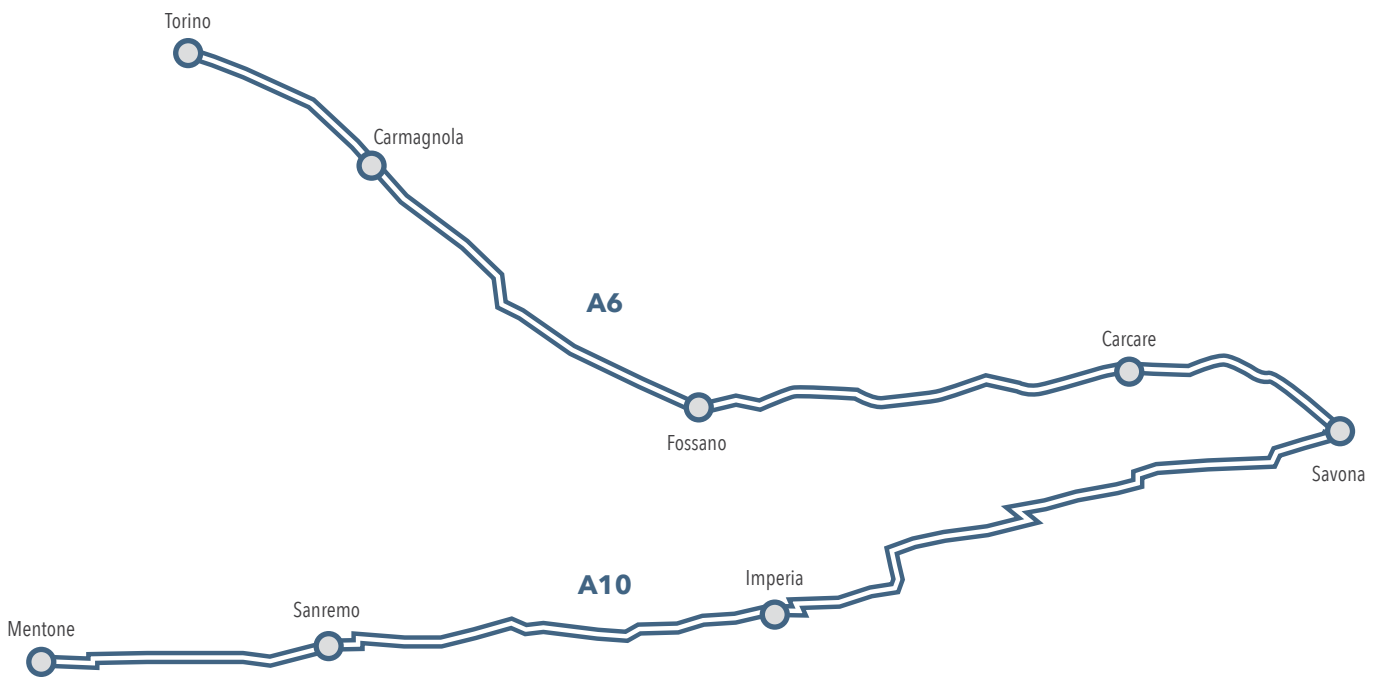 Torino
Carmagnola
A6
Carcare
Fossano
Savona
Imperia
A10
Sanremo
Mentone